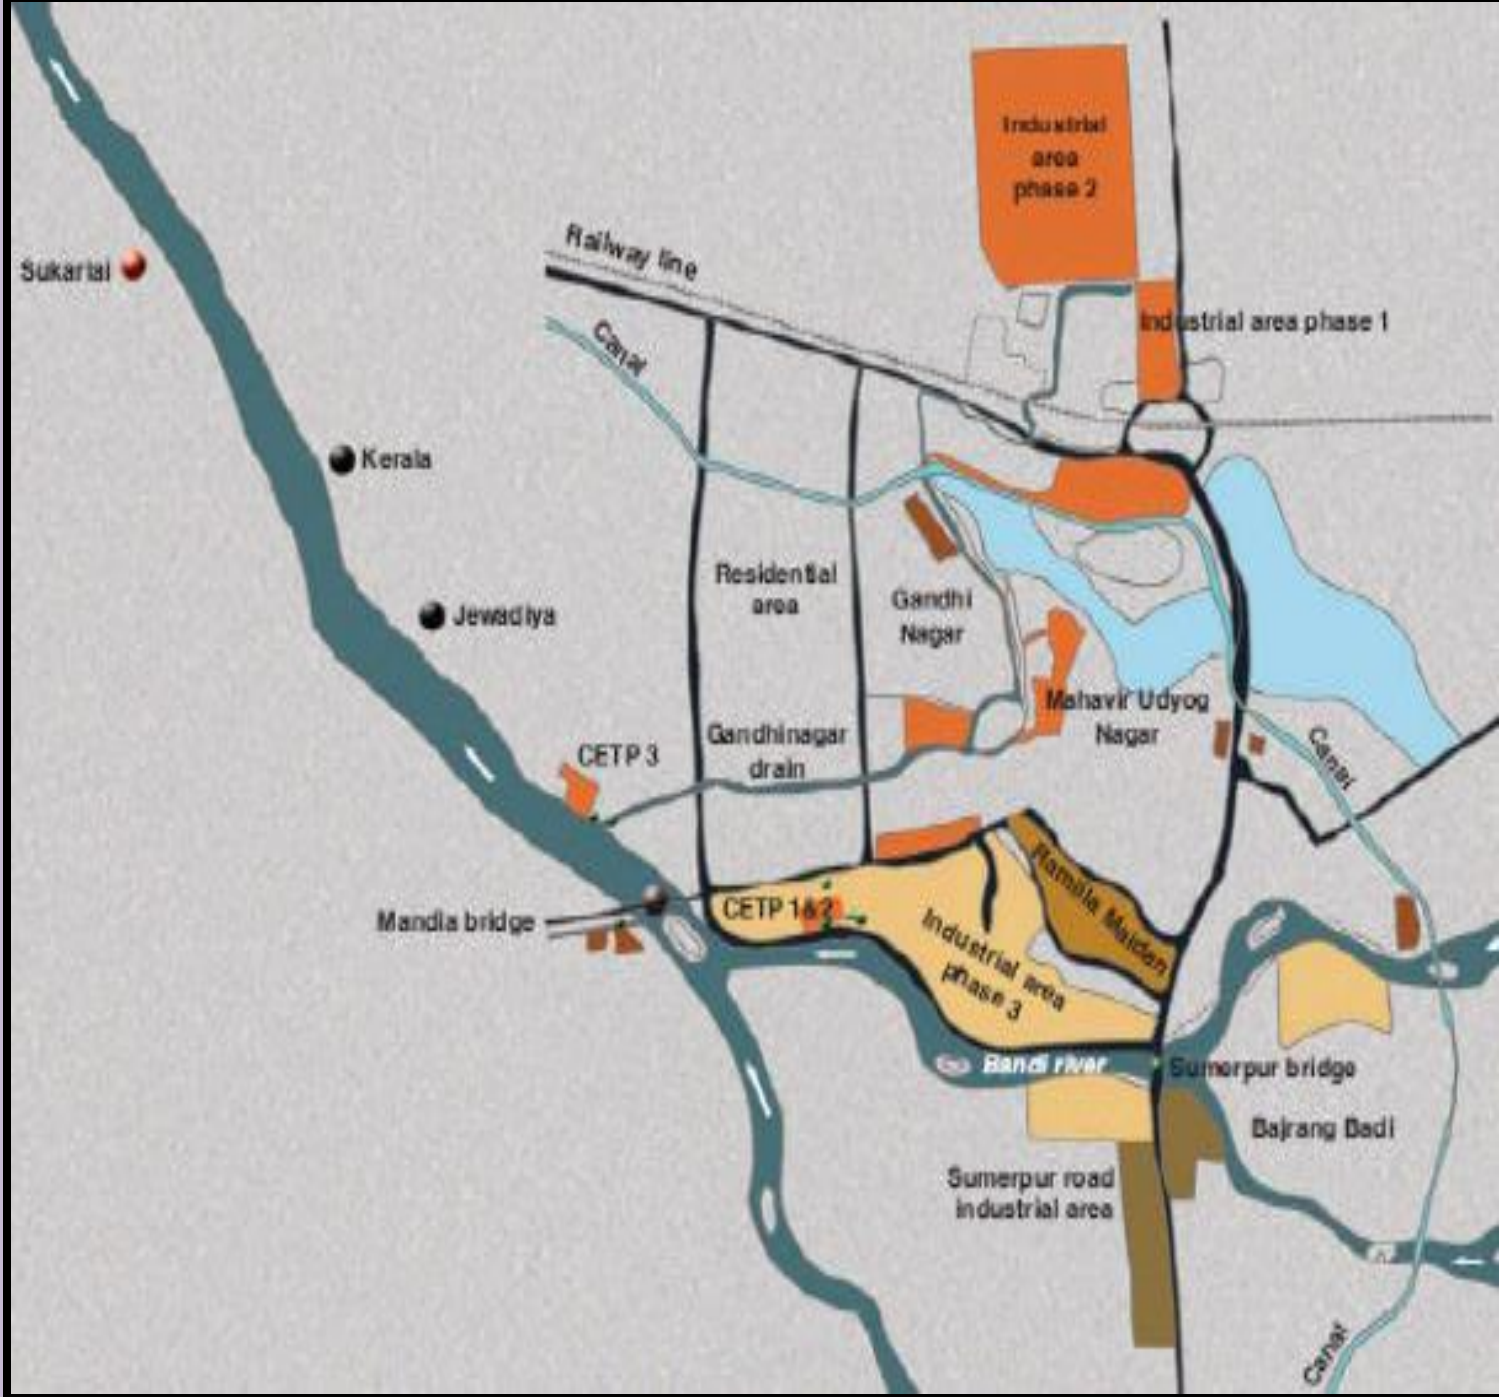 Industrial
area
phase 2
Railway line
Sukarlai
Industrial area phase 1
Canal
Kerala
Residential
area
Gandhi
Nagar
Jewadiya
Mahavir Udyog
Nagar
Gandhinagar
drain
CETP 3
Canal
Ramlila Maidan
CETP 1&2
Mandia bridge
Industrial area
phase 3
Bandi river
Sumerpur bridge
Bajrang Badi
Sumerpur road
industrial area
Canal